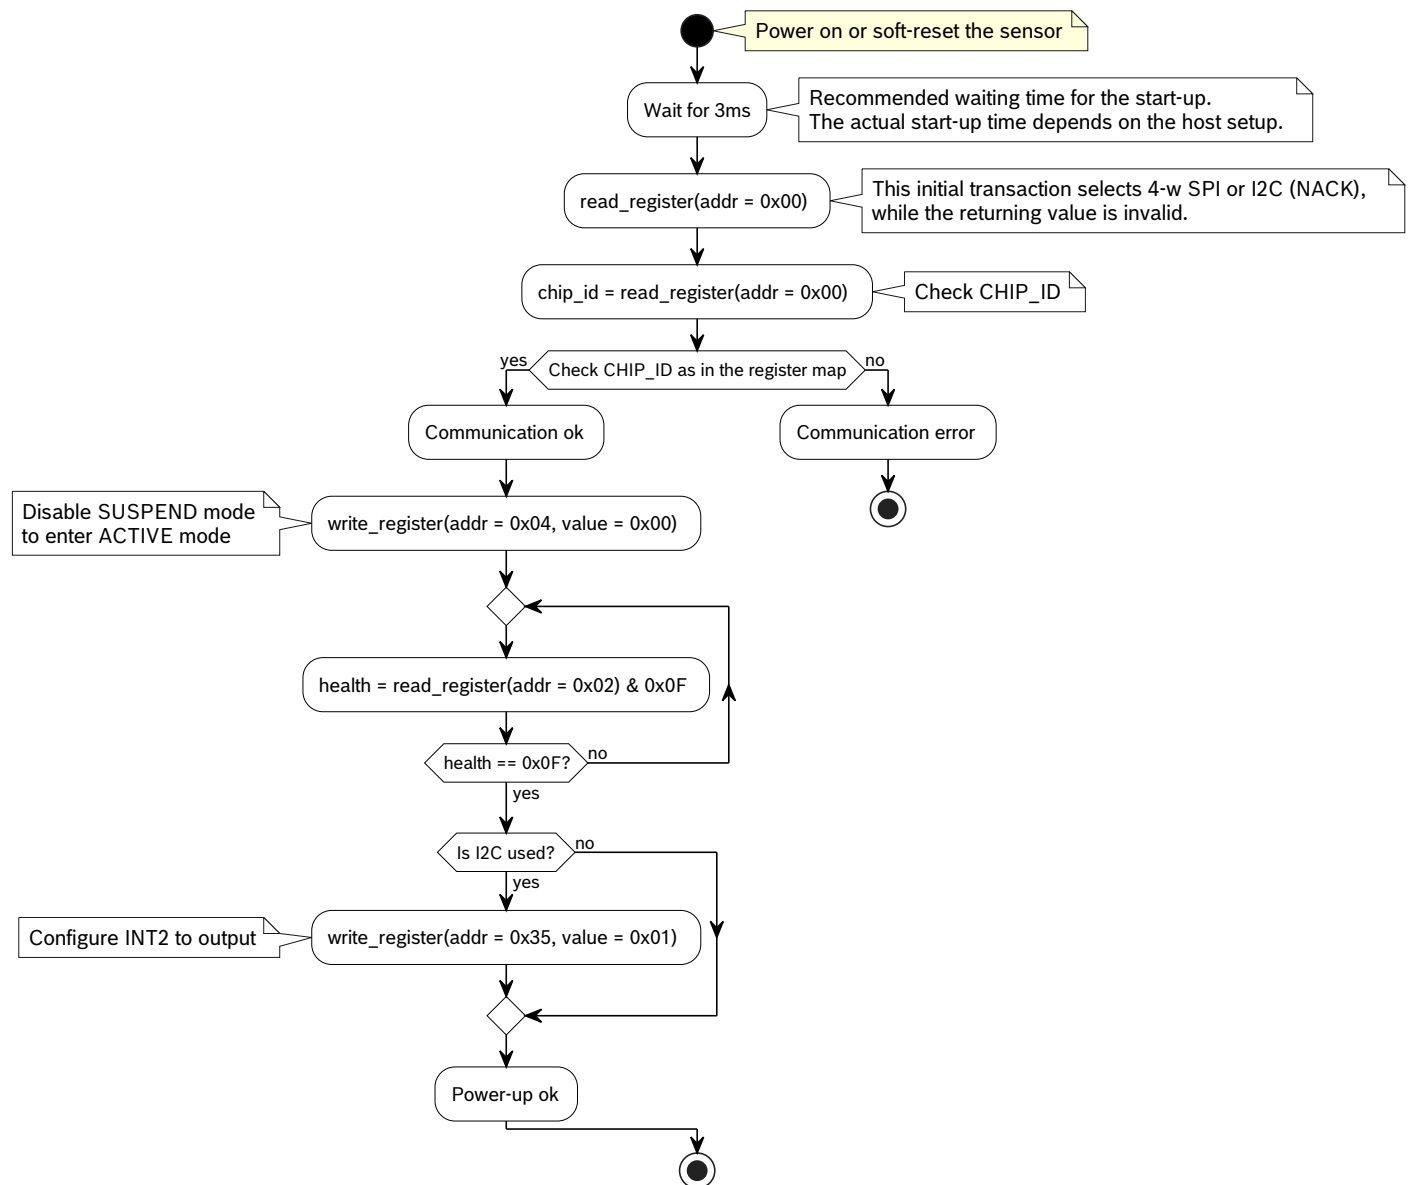 Power on or soft-reset the sensor
Wait for 3ms
Recommended waiting time for the start-up.
The actual start-up time depends on the host setup.
read_register(addr = 0x00)
This initial transaction selects 4-w SPI or I2C (NACK),
while the returning value is invalid.
chip_id = read_register(addr = 0x00)
Check CHIP_ID
yes
Check CHIP_ID as in the register map
no
Communication ok
Communication error
Disable SUSPEND mode
to enter ACTIVE mode
write_register(addr = 0x04, value = 0x00)
health = read_register(addr = 0x02) & 0x0F
health == 0x0F?
no
yes
Is I2C used?
no
yes
Configure INT2 to output
write_register(addr = 0x35, value = 0x01)
Power-up ok